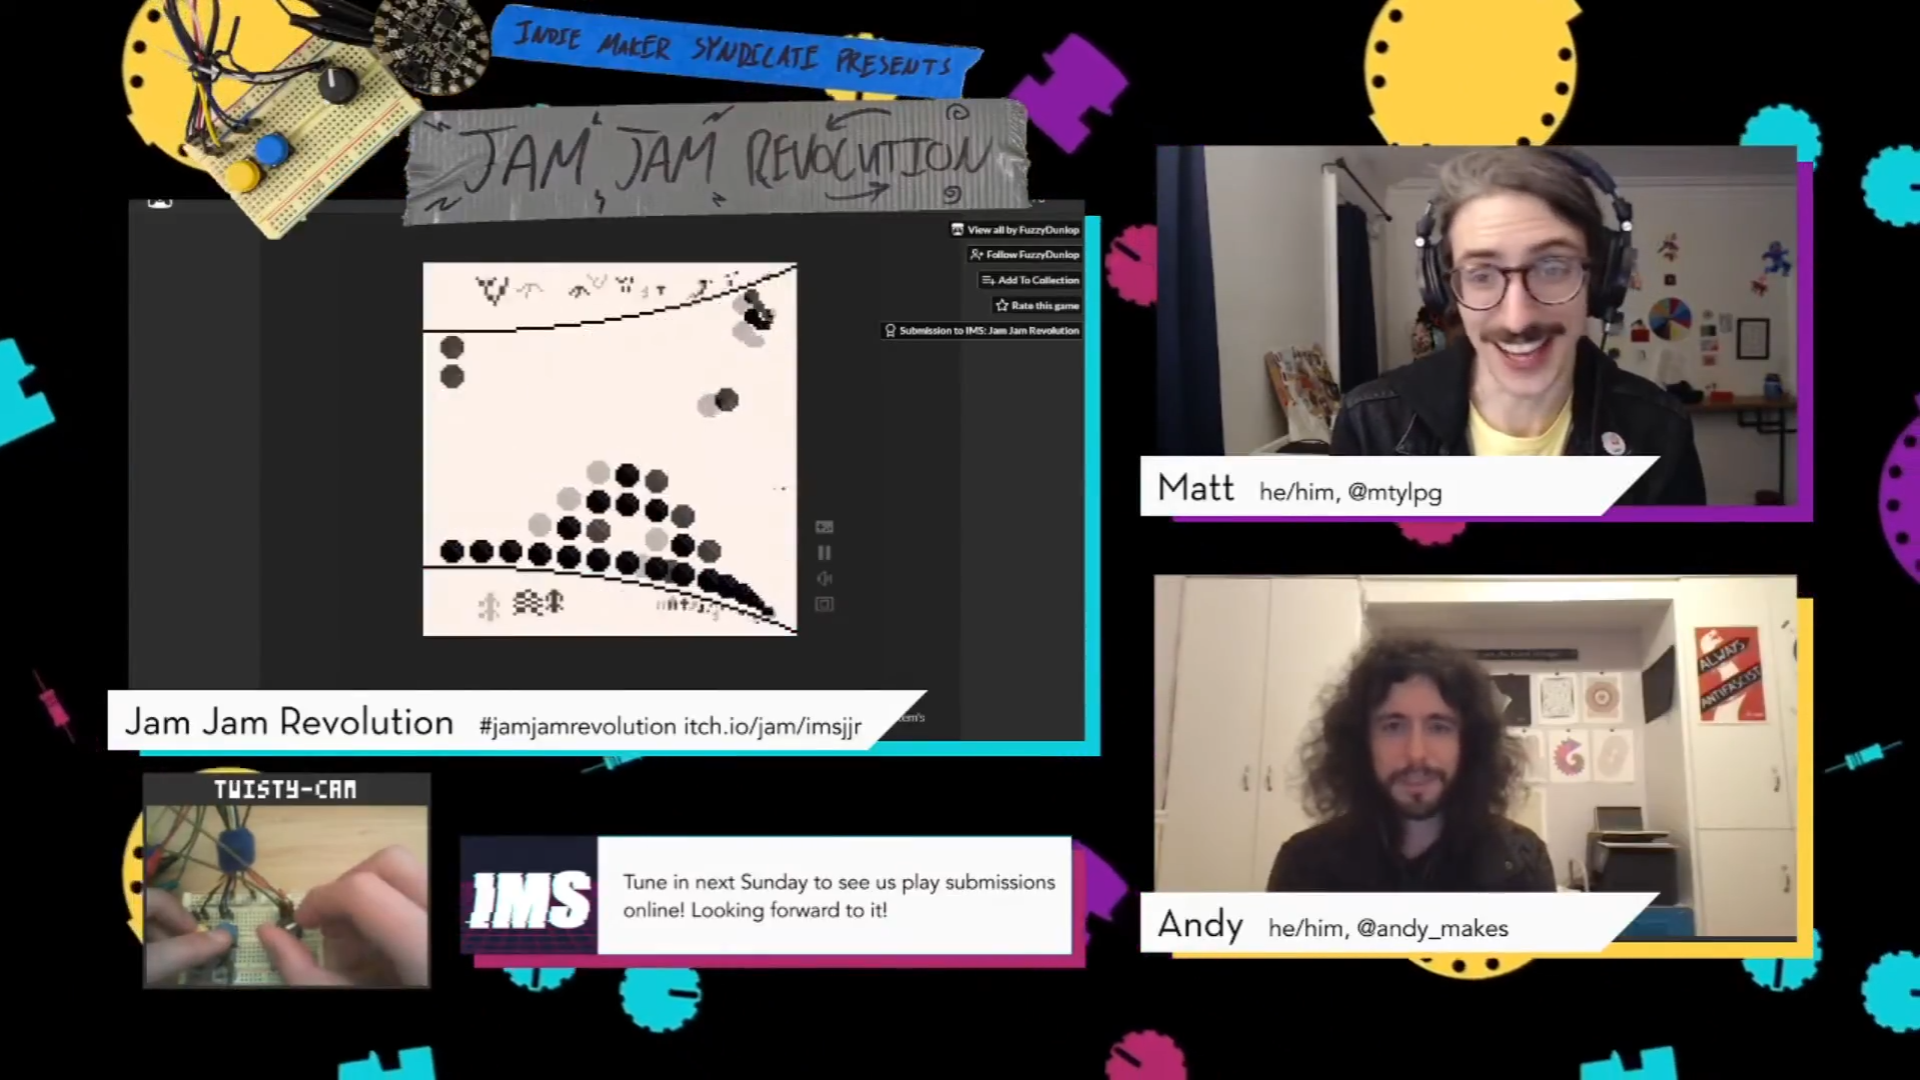 INDIE MAKER SYNDICATE PRESENTS
JAM JAM REVOLUTION
View all by FuzzyDunlop
Follow FuzzyDunlop
Add To Collection
Rate this game
Submission to IMS: Jam Jam Revolution
Matt he/him, @mtylpg
Jam Jam Revolution #jamjamrevolution itch.io/jam/imsjjr
ALWAYS
ANTIFASCIST
TWISTY-CAM
IMS
Tune in next Sunday to see us play submissions
online! Looking forward to it!
Andy he/him, @andy_makes